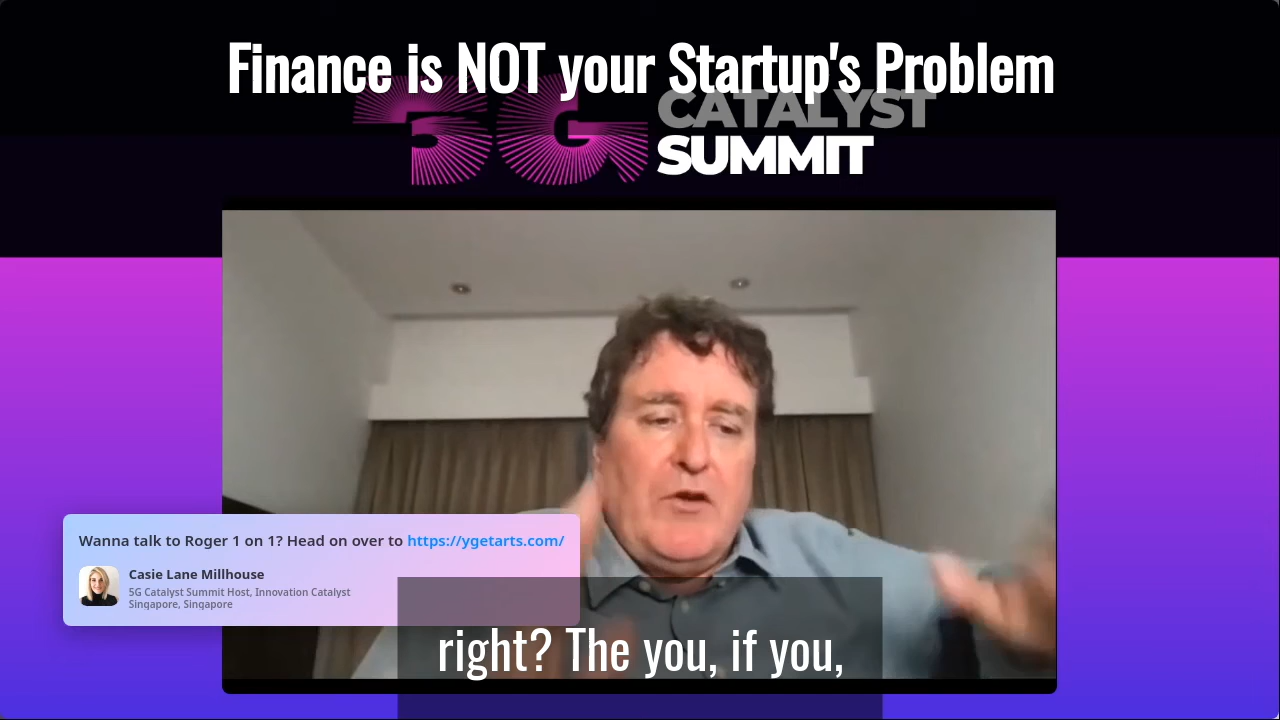 Finance is NOT your Startup's Problem
5G CATALYST
SUMMIT
Wanna talk to Roger 1 on 1? Head on over to https://ygetarts.com/
Casie Lane Millhouse
5G Catalyst Summit Host, Innovation Catalyst
Singapore, Singapore
right? The you, if you,